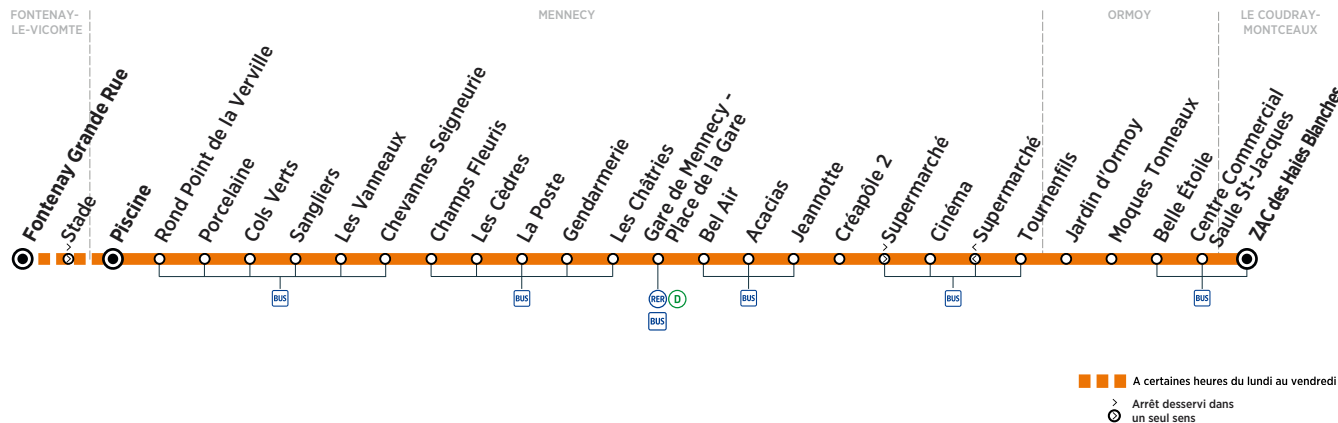 FONTENAY-
LE-VICOMTE
MENNECY
ORMOY
LE COUDRAY-
MONTCEAUX
Fontenay Grande Rue
Stade
Piscine
Rond Point de la Verville
Porcelaine
Cols Verts
Sangliers
Les Vanneaux
Chevannes Seigneurie
Champs Fleuris
Les Cèdres
La Poste
Gendarmerie
Les Châtries
Gare de Mennecy -
Place de la Gare
Bel Air
Acacias
Jeannotte
Créapôle 2
Supermarché
Cinéma
Supermarché
Tournenfils
Jardin d'Ormoy
Moques Tonneaux
Belle Étoile
Centre Commercial
Saule St-Jacques
ZAC des Haies Blanches
BUS
BUS
RER D
BUS
BUS
BUS
BUS
A certaines heures du lundi au vendredi
Arrêt desservi dans
un seul sens